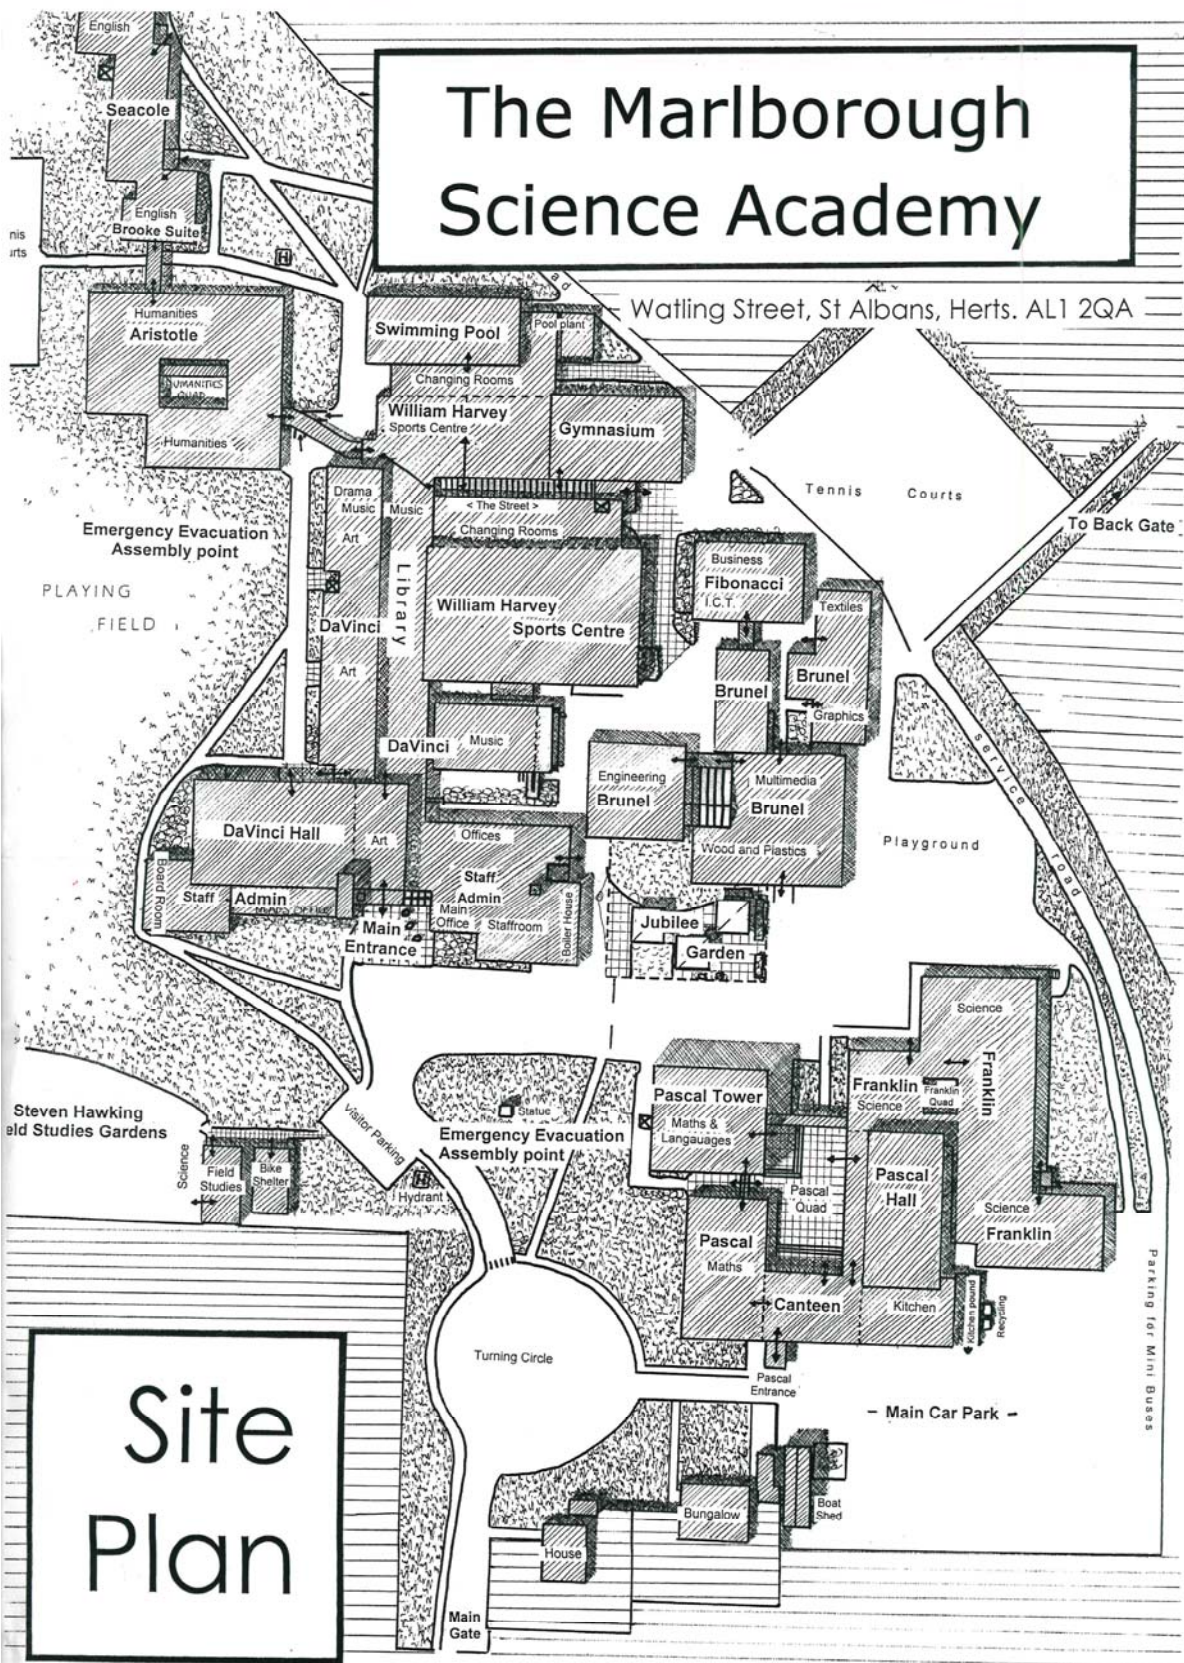 English
The Marlborough
Science Academy
Seacole
English
Brooke Suite
nis
rts
H
ad
Watling Street, St Albans, Herts. AL1 2QA
Humanities
Aristotle
HUMANITIES
QUAD
Humanities
Swimming Pool
Pool plant
Changing Rooms
William Harvey
Sports Centre
Gymnasium
Drama
Music
Music
< The Street >
Changing Rooms
Art
Tennis Courts
To Back Gate
Emergency Evacuation
Assembly point
PLAYING
FIELD
Library
DaVinci
Art
William Harvey
Sports Centre
Business
Fibonacci
I.C.T.
Textiles
Brunel
Brunel
Graphics
DaVinci
Music
Engineering
Brunel
Multimedia
Brunel
Wood and Plastics
service road
Playground
DaVinci Hall
Art
Offices
Staff
Admin
Board Room
Staff
Admin
Main
Entrance
Main
Office
Staffroom
Boiler House
Jubilee
Garden
Science
Franklin
Franklin
Science
Franklin
Quad
Pascal Tower
Maths &
Langauages
Statue
Emergency Evacuation
Assembly point
Visitor Parking
Steven Hawking
eld Studies Gardens
Science
Field
Studies
Bike
Shelter
H
Hydrant
Pascal
Quad
Pascal
Hall
Science
Franklin
Pascal
Maths
Canteen
Kitchen
Kitchen pound
Recycling
Parking for Mini Buses
Turning Circle
Pascal
Entrance
Main Car Park
Site
Plan
Bungalow
Boat
Shed
House
Main
Gate